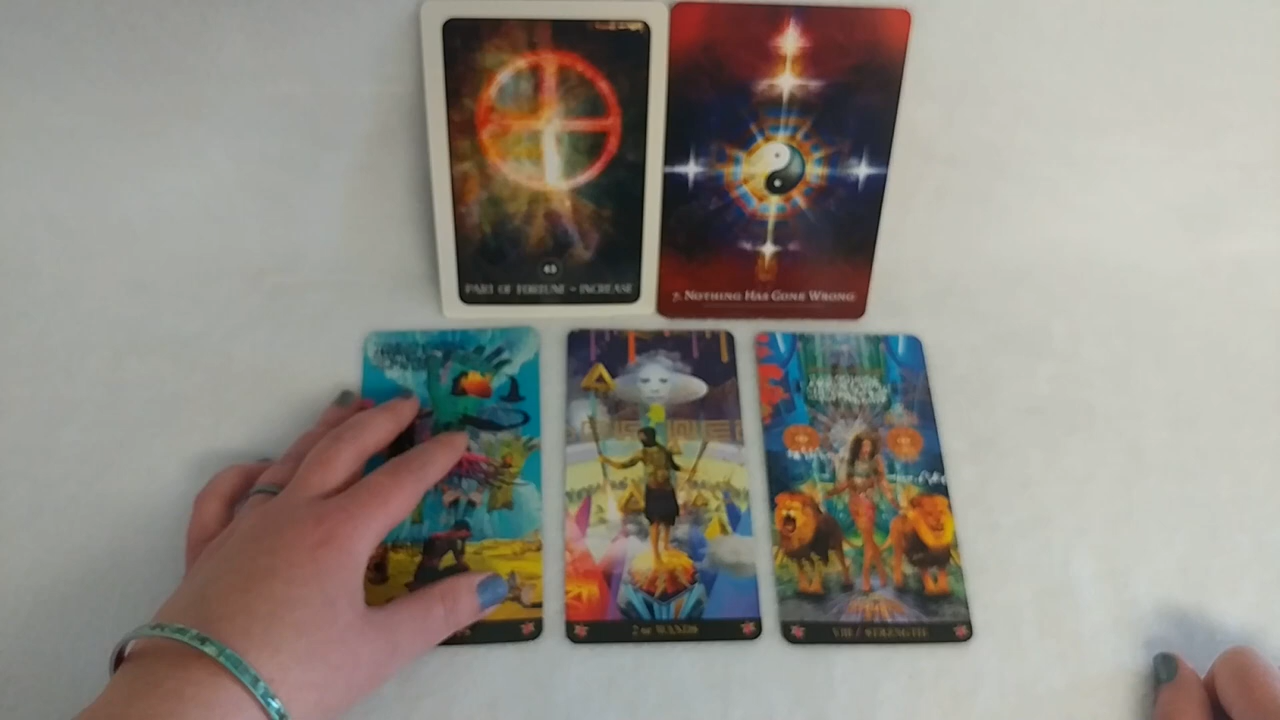 63
PART OF FORTUNE - INCREASE
7. NOTHING HAS GONE WRONG
2 OF WANDS
VIII / STRENGTH